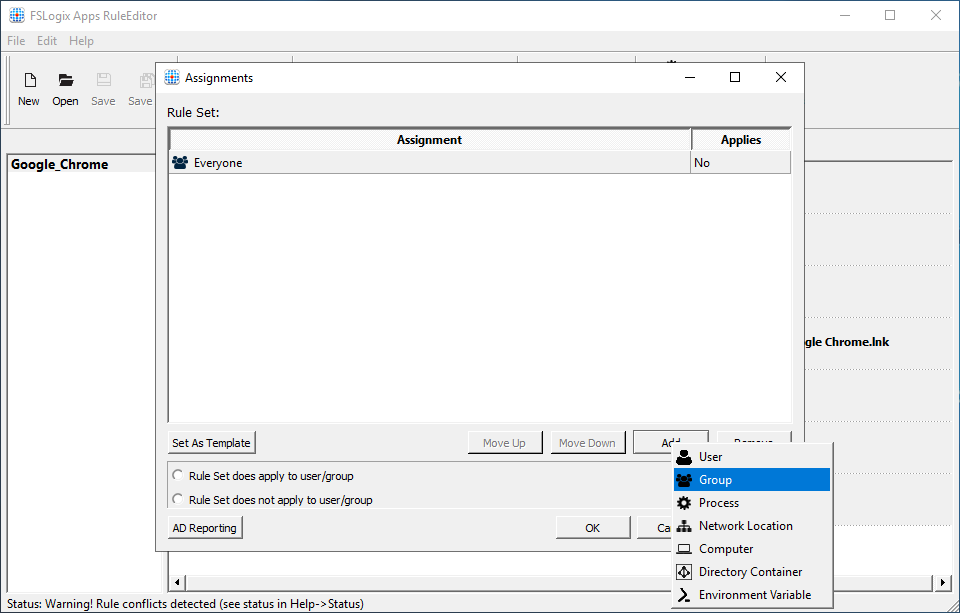 FSLogix Apps RuleEditor
File Edit Help
New Open Save Save
Assignments
Rule Set:
Assignment Applies
Everyone No
Google_Chrome
gle Chrome.lnk
Set As Template Move Up Move Down Add Remove
Rule Set does apply to user/group
Rule Set does not apply to user/group
AD Reporting OK Ca
User
Group
Process
Network Location
Computer
Directory Container
Environment Variable
Status: Warning! Rule conflicts detected (see status in Help->Status)